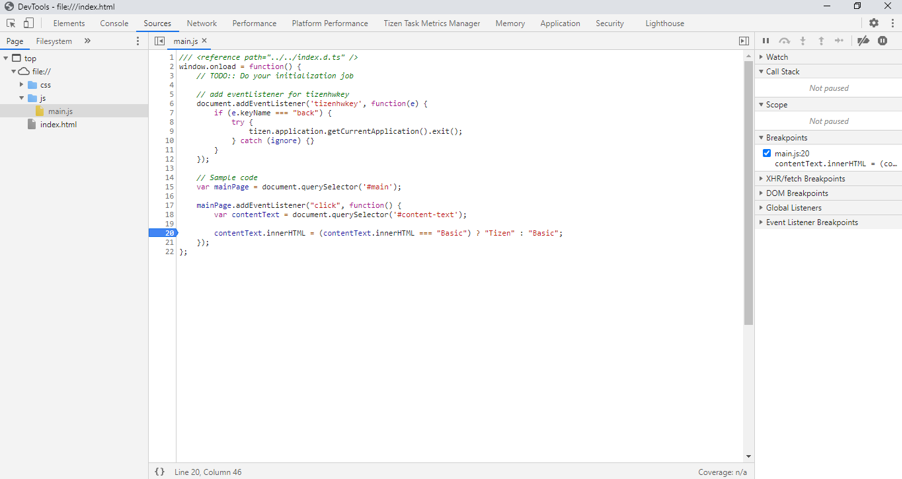 DevTools - file:///index.html
Elements Console Sources Network Performance Platform Performance Tizen Task Metrics Manager Memory Application Security Lighthouse
Page Filesystem »
main.js ×
top
file://
css
js
main.js
index.html
1 /// <reference path="../../index.d.ts" />
2 window.onload = function() {
3 // TODO:: Do your initialization job
4
5 // add eventListener for tizenhwkey
6 document.addEventListener('tizenhwkey', function(e) {
7 if (e.keyName === "back") {
8 try {
9 tizen.application.getCurrentApplication().exit();
10 } catch (ignore) {}
11 }
12 });
13
14 // Sample code
15 var mainPage = document.querySelector('#main');
16
17 mainPage.addEventListener("click", function() {
18 var contentText = document.querySelector('#content-text');
19
20 contentText.innerHTML = (contentText.innerHTML === "Basic") ? "Tizen" : "Basic";
21 });
22 };
{} Line 20, Column 46
Coverage: n/a
Watch
Call Stack
Not paused
Scope
Not paused
Breakpoints
main.js:20
contentText.innerHTML = (co…
XHR/fetch Breakpoints
DOM Breakpoints
Global Listeners
Event Listener Breakpoints